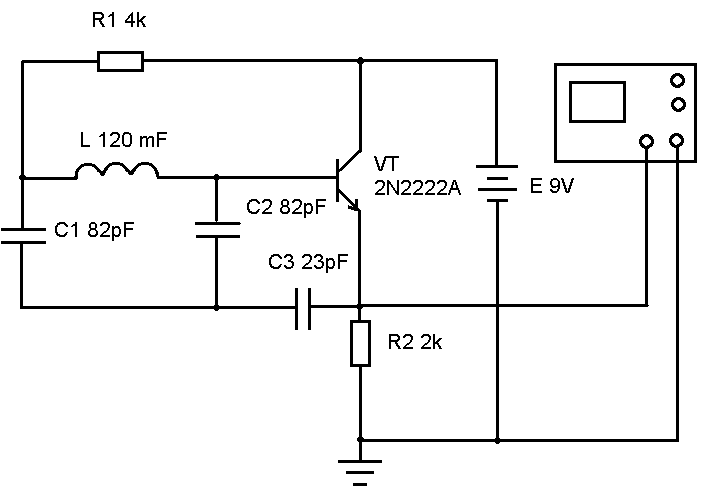 R1 4k
L 120 mF
VT
2N2222A
E 9V
C2 82pF
C1 82pF
C3 23pF
R2 2k